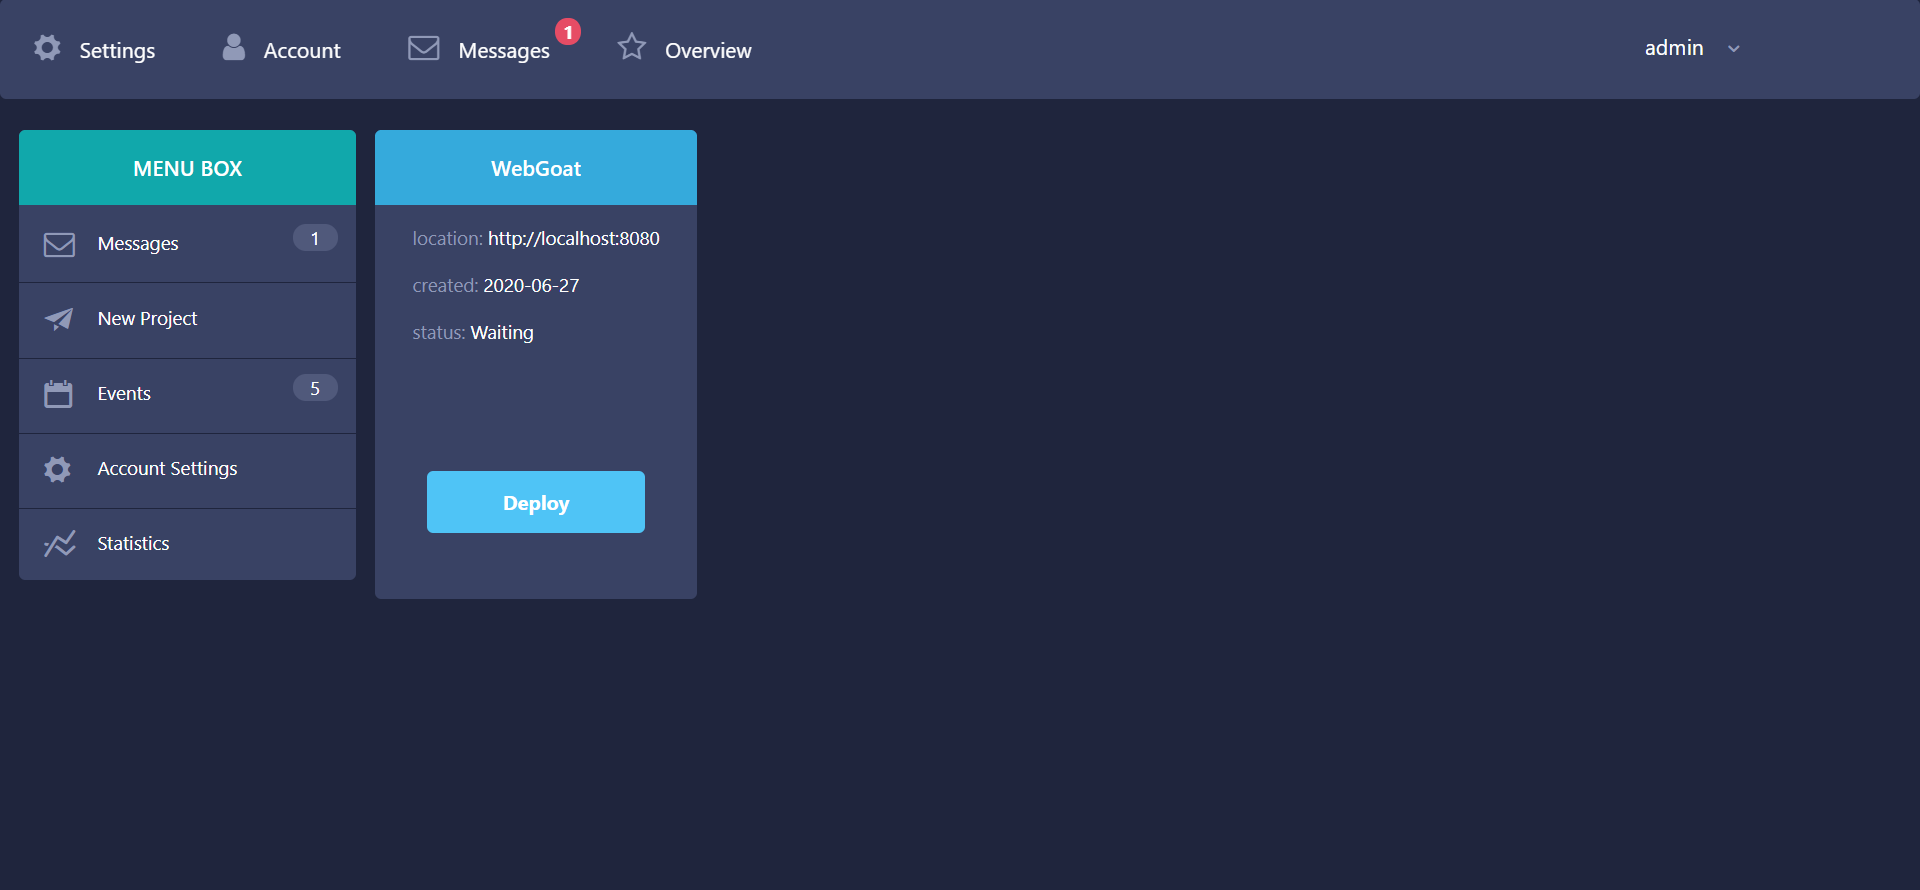 Settings
Account
Messages
1
Overview
admin
MENU BOX
Messages
1
New Project
Events
5
Account Settings
Statistics
WebGoat
location: http://localhost:8080
created: 2020-06-27
status: Waiting
Deploy